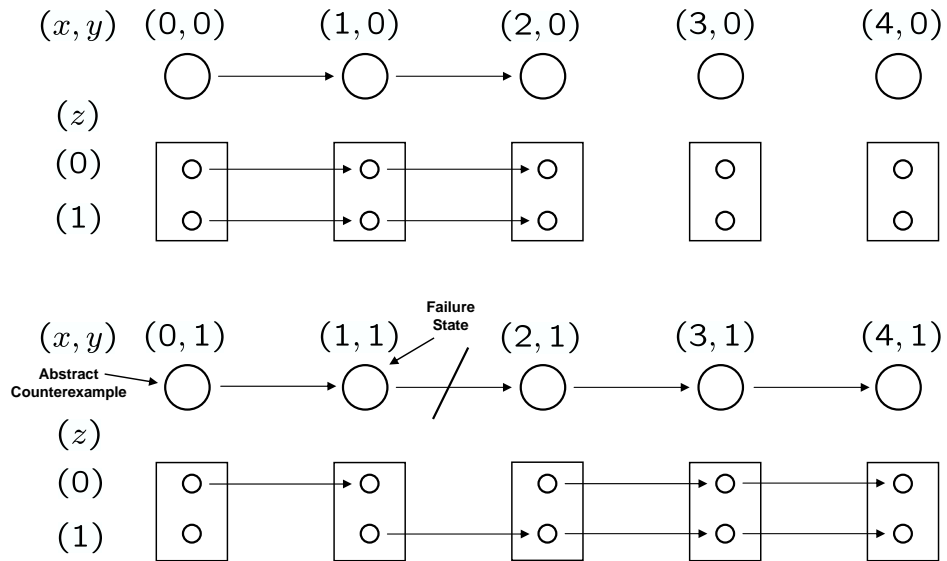 (x, y) (0, 0) (1, 0) (2, 0) (3, 0) (4, 0)
(z)
(0)
(1)
Failure
State
(x, y) (0, 1) (1, 1) (2, 1) (3, 1) (4, 1)
Abstract
Counterexample
(z)
(0)
(1)